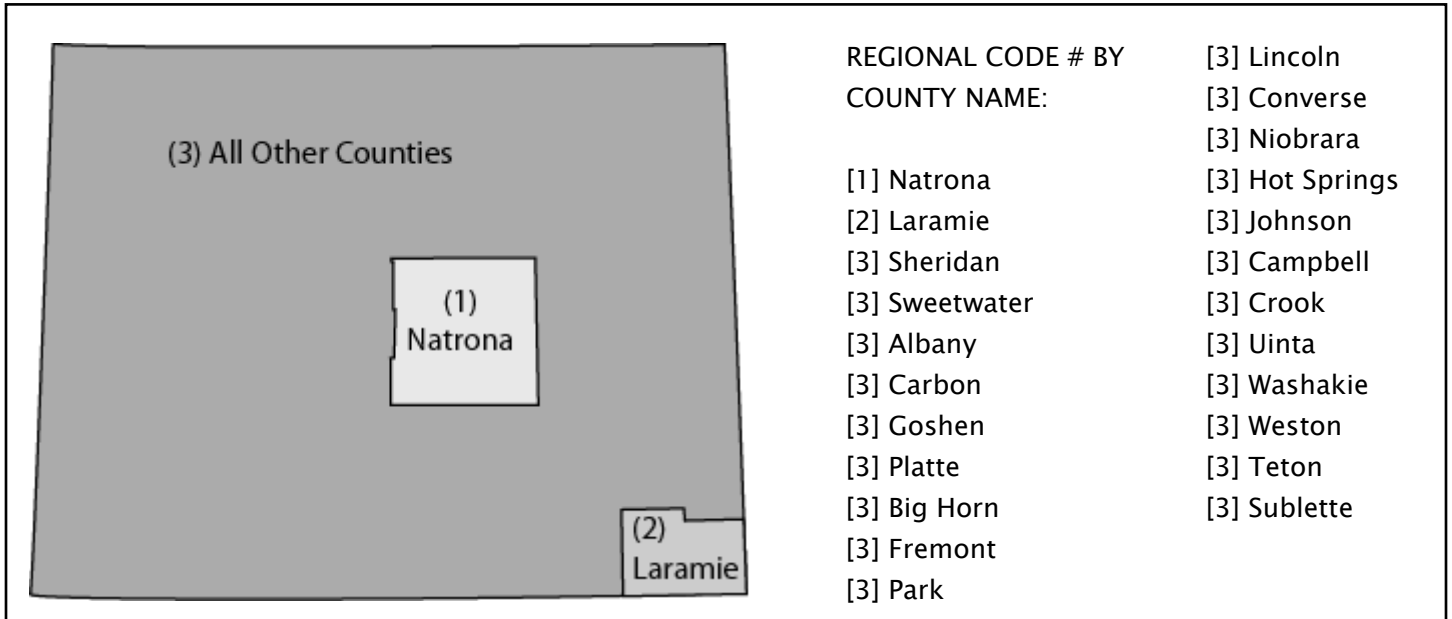 (3) All Other Counties
(1)
Natrona
(2)
Laramie
REGIONAL CODE # BY
COUNTY NAME:
[1] Natrona
[2] Laramie
[3] Sheridan
[3] Sweetwater
[3] Albany
[3] Carbon
[3] Goshen
[3] Platte
[3] Big Horn
[3] Fremont
[3] Park
[3] Lincoln
[3] Converse
[3] Niobrara
[3] Hot Springs
[3] Johnson
[3] Campbell
[3] Crook
[3] Uinta
[3] Washakie
[3] Weston
[3] Teton
[3] Sublette